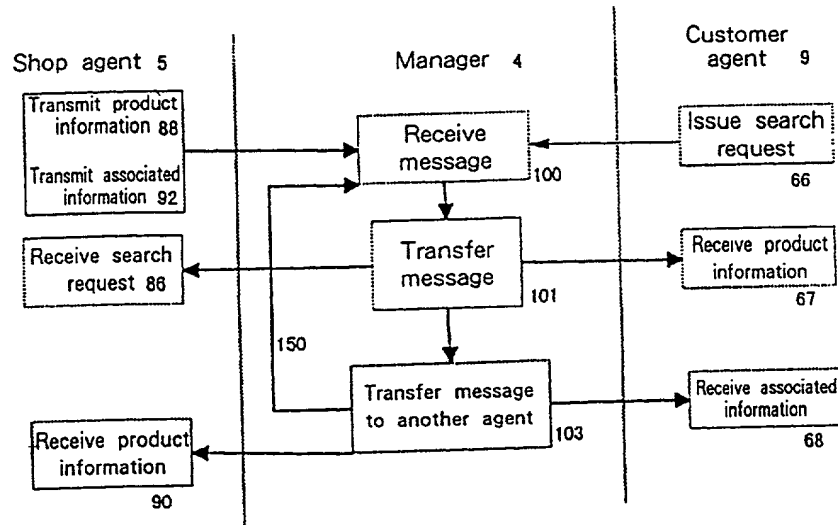 Shop agent 5
Manager 4
Customer
agent 9
Transmit product
information 88
Transmit associated
information 92
Receive
message
100
Issue search
request
66
Receive search
request 86
Transfer
message
101
Receive product
information
67
150
Transfer message
to another agent
103
Receive associated
information
68
Receive product
information
90